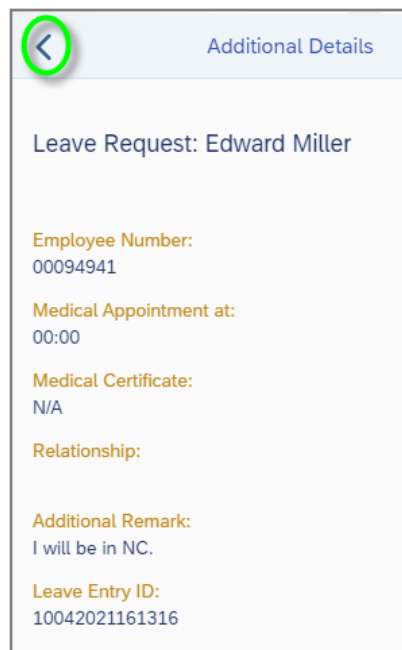 Additional Details
Leave Request: Edward Miller
Employee Number:
00094941
Medical Appointment at:
00:00
Medical Certificate:
N/A
Relationship:
Additional Remark:
I will be in NC.
Leave Entry ID:
10042021161316